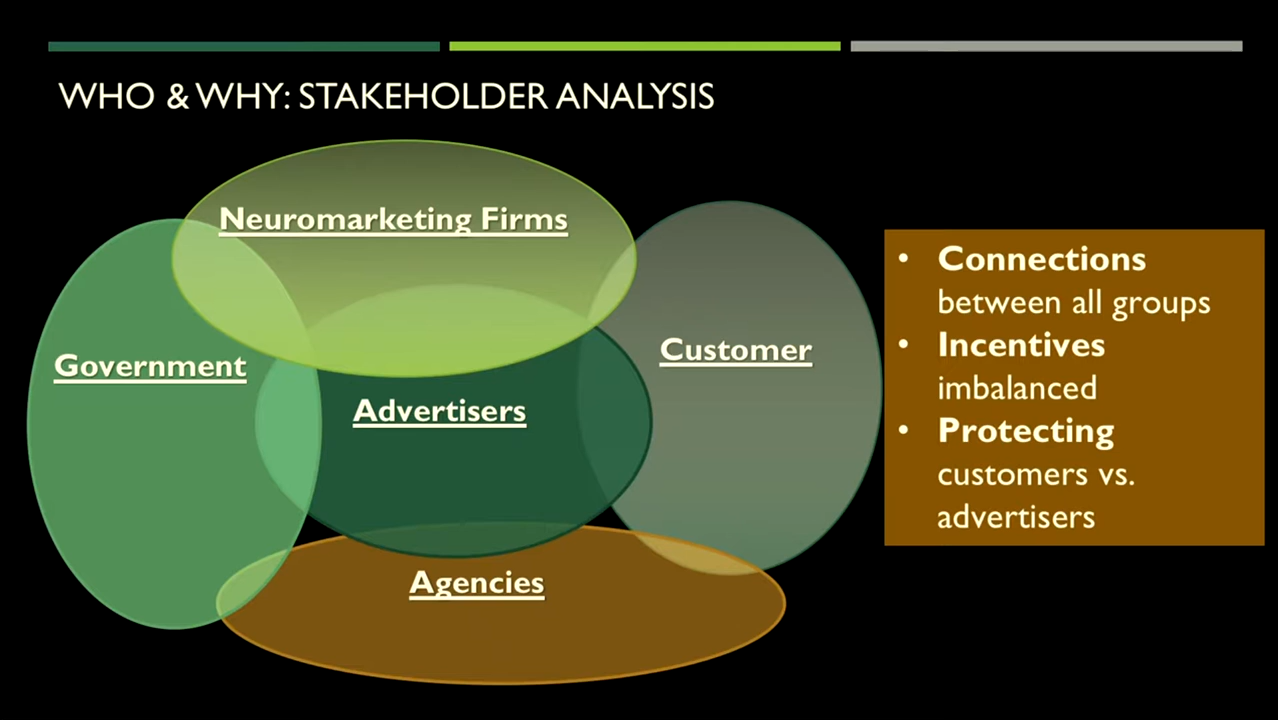 WHO & WHY: STAKEHOLDER ANALYSIS
Neuromarketing Firms
Government
Advertisers
Customer
Agencies
• Connections
between all groups
• Incentives
imbalanced
• Protecting
customers vs.
advertisers